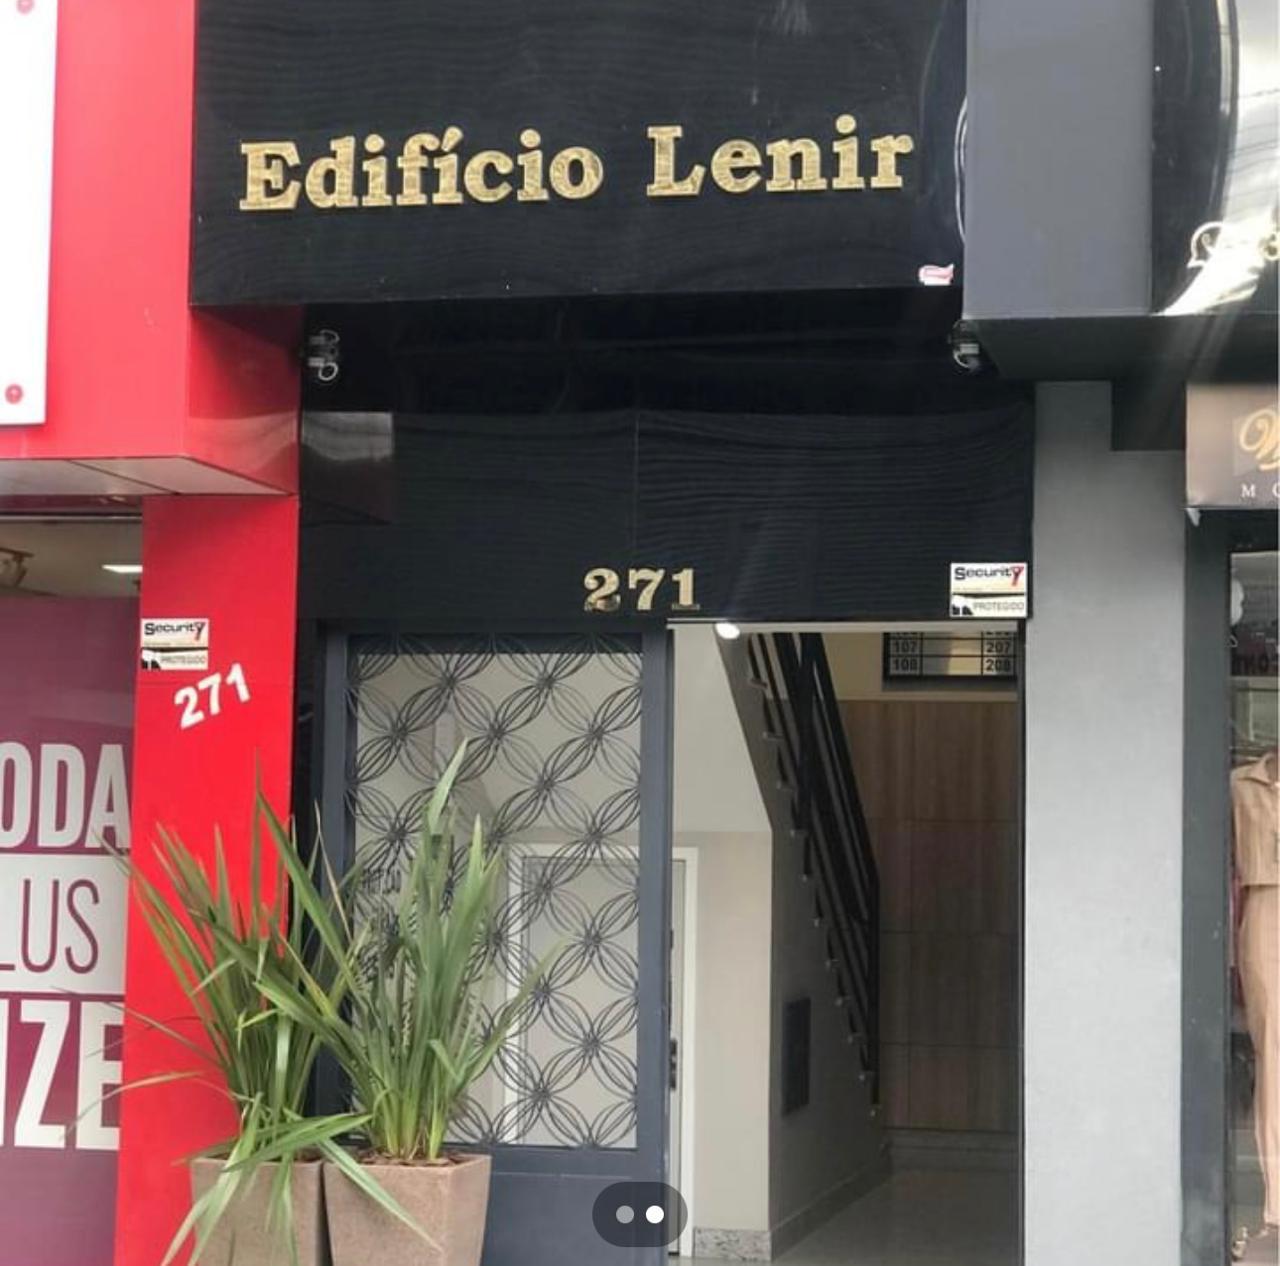 Edifício Lenir
271
Security
PROTEGIDO
Security
PROTEGIDO
271
107
207
108
208
ODA
LUS
IZE